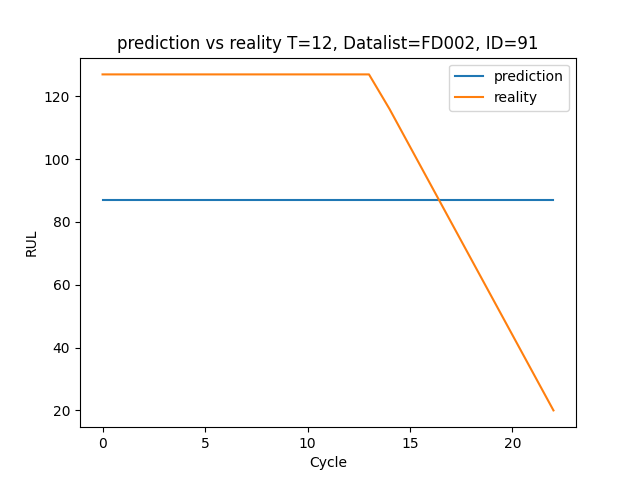 prediction vs reality T=12, Datalist=FD002, ID=91
prediction
reality
120
100
80
60
40
20
RUL
0
5
10
15
20
Cycle